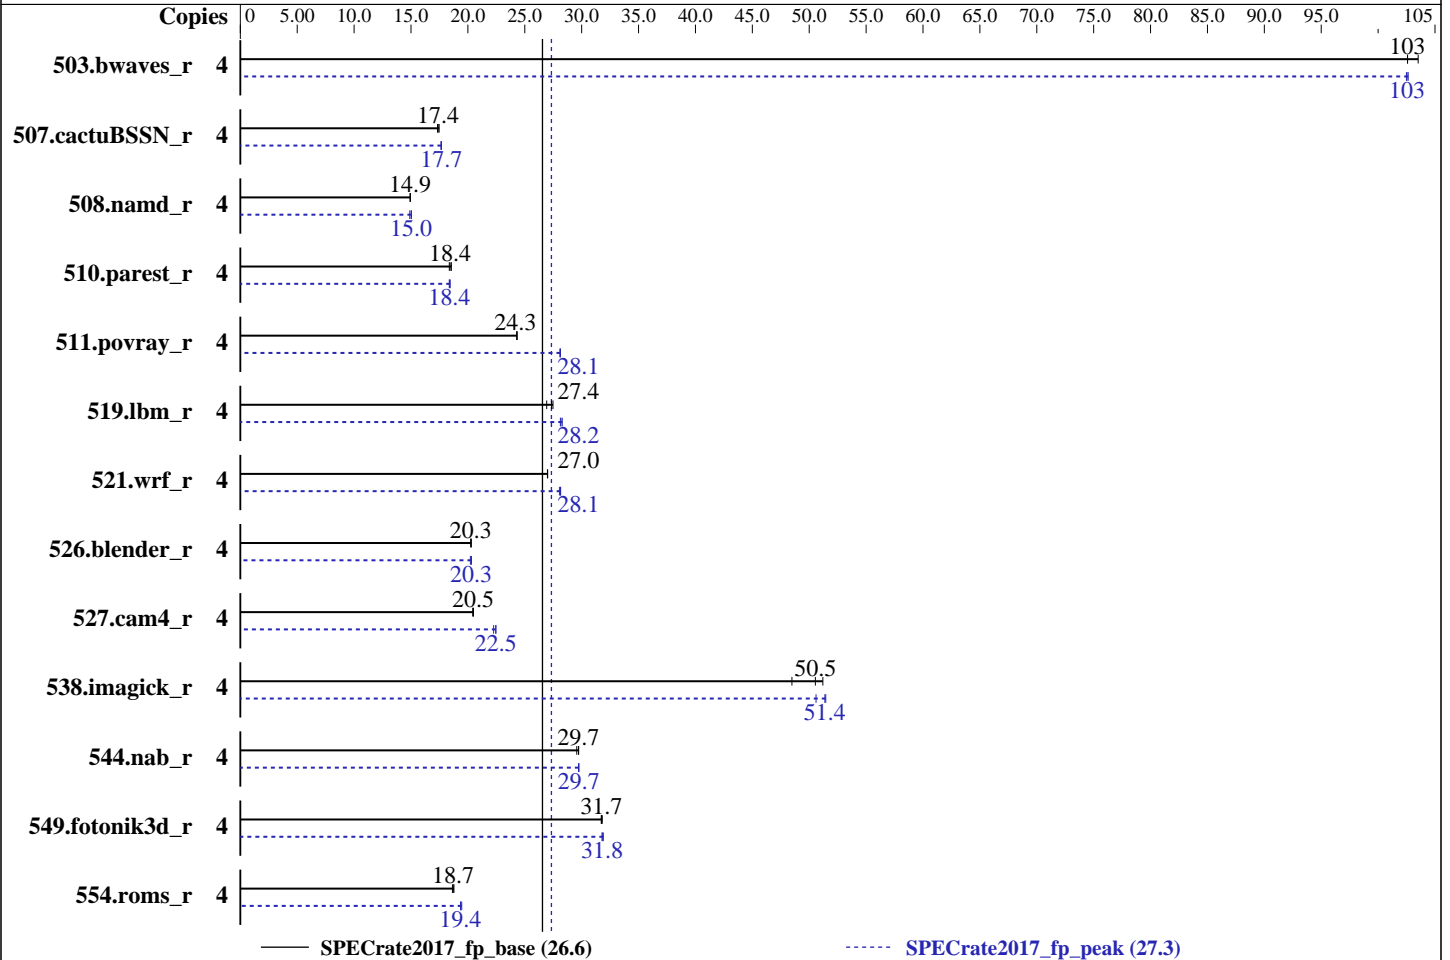 Copies 0 5.00 10.0 15.0 20.0 25.0 30.0 35.0 40.0 45.0 50.0 55.0 60.0 65.0 70.0 75.0 80.0 85.0 90.0 95.0 105
503.bwaves_r 4 103
103
507.cactuBSSN_r 4 17.4
17.7
508.namd_r 4 14.9
15.0
510.parest_r 4 18.4
18.4
511.povray_r 4 24.3
28.1
519.lbm_r 4 27.4
28.2
521.wrf_r 4 27.0
28.1
526.blender_r 4 20.3
20.3
527.cam4_r 4 20.5
22.5
538.imagick_r 4 50.5
51.4
544.nab_r 4 29.7
29.7
549.fotonik3d_r 4 31.7
31.8
554.roms_r 4 18.7
19.4
SPECrate2017_fp_base (26.6) SPECrate2017_fp_peak (27.3)